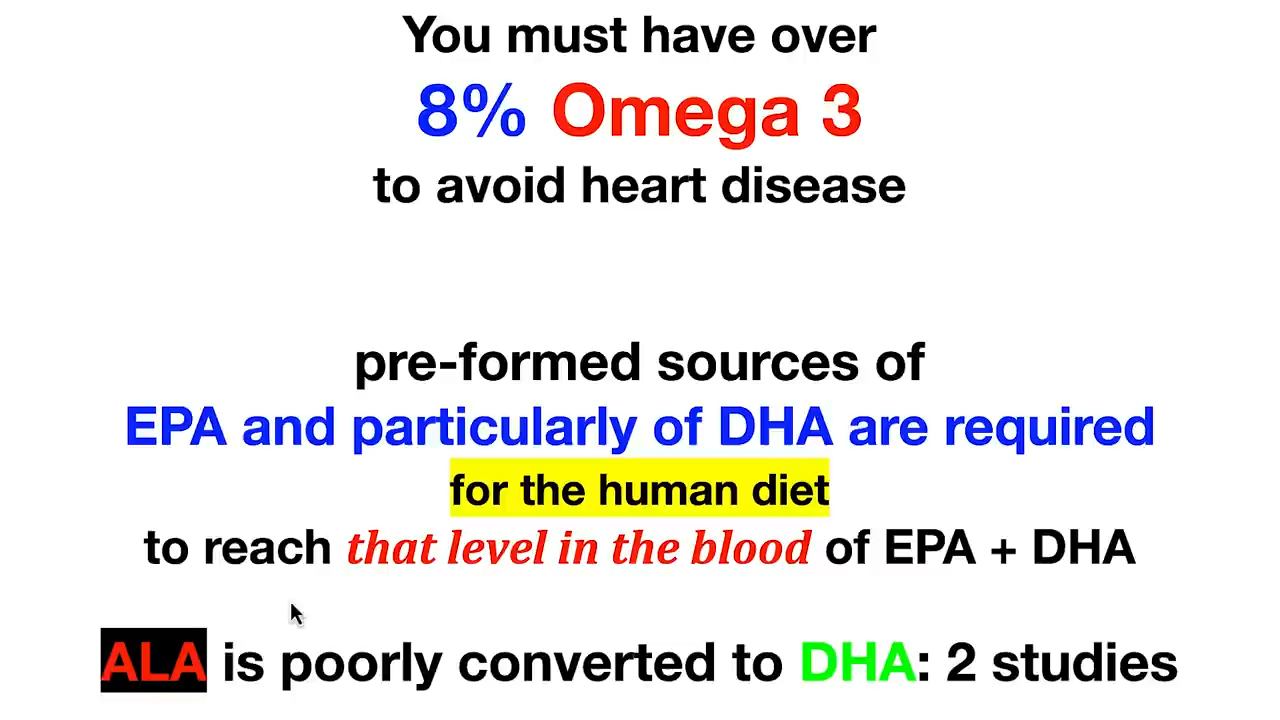 You must have over
8% Omega 3
to avoid heart disease
pre-formed sources of
EPA and particularly of DHA are required
for the human diet
to reach that level in the blood of EPA + DHA
ALA is poorly converted to DHA: 2 studies